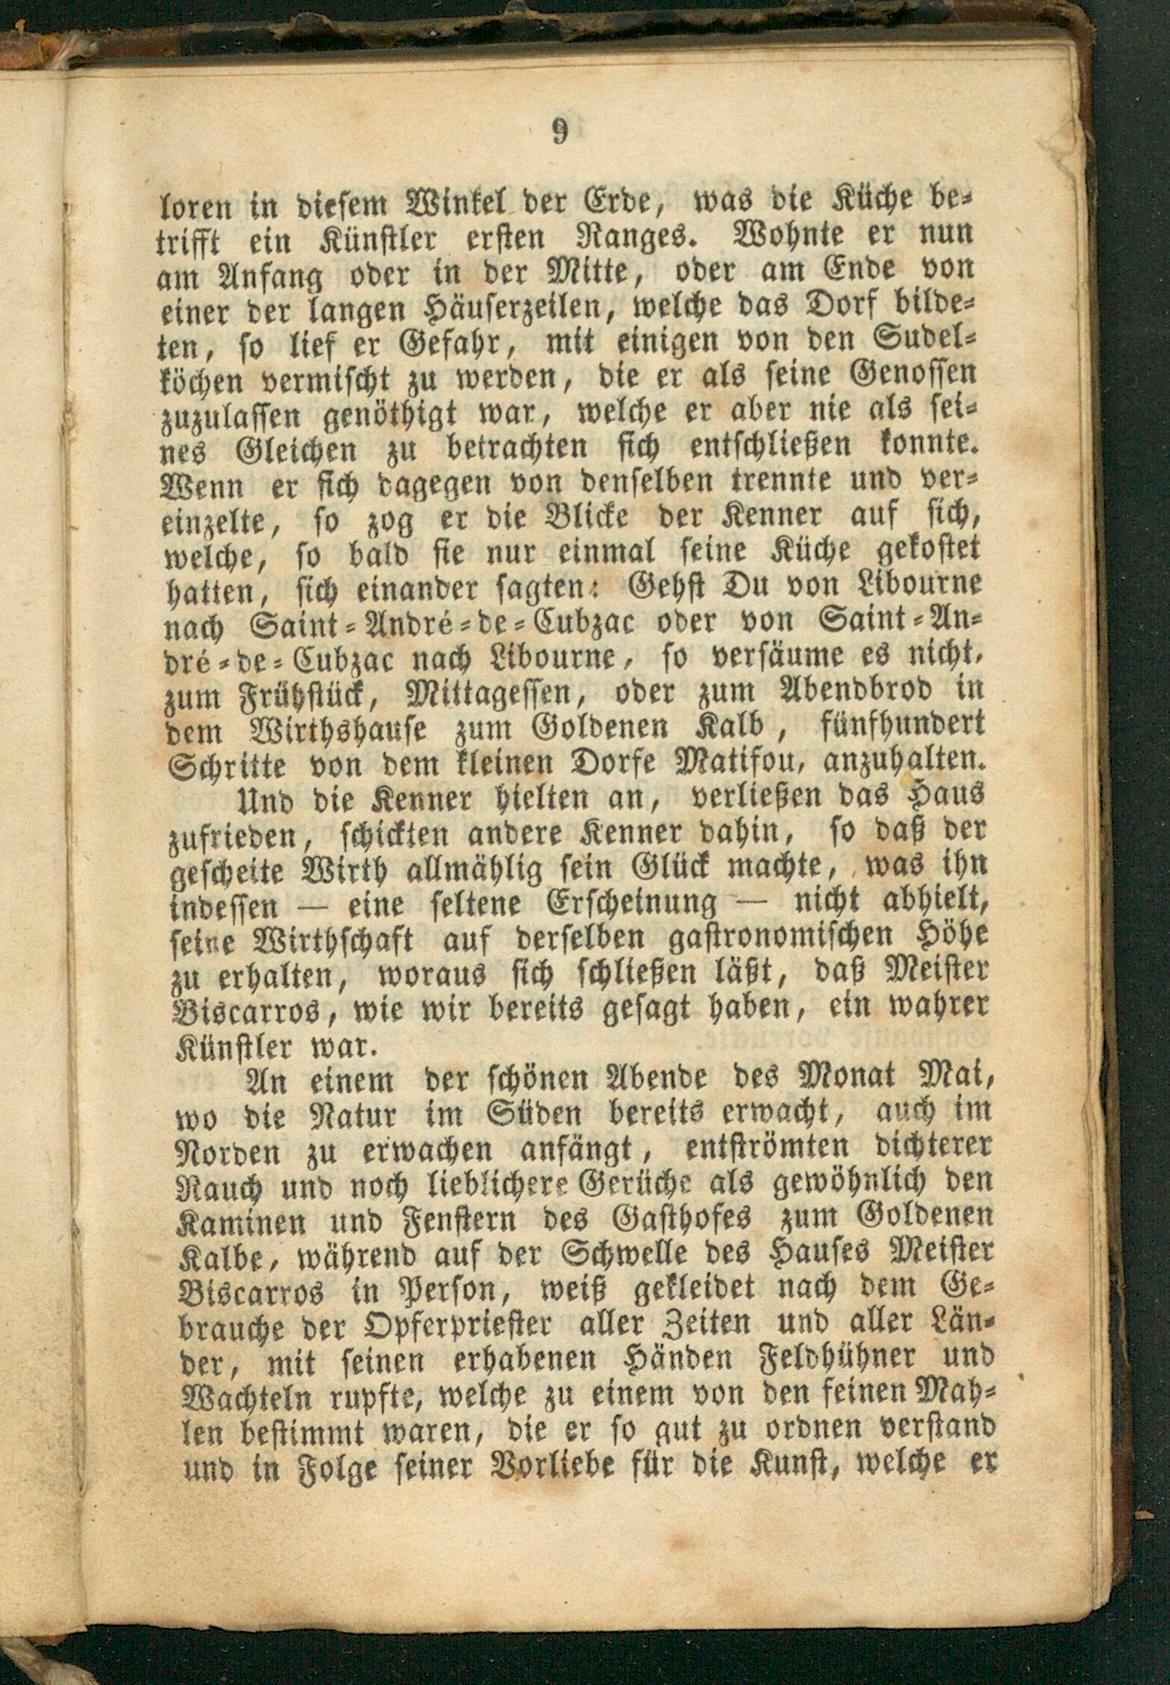 9
loren in diesem Winkel der Erde, was die Küche be-
trifft ein Künstler ersten Ranges. Wohnte er nun
am Anfang oder in der Mitte, oder am Ende von
einer der langen Häuserzeilen, welche das Dorf bilde-
ten, so lief er Gefahr, mit einigen von den Sudel-
köchen vermischt zu werden, die er als seine Genossen
zuzulassen genöthigt war, welche er aber nie als sei-
nes Gleichen zu betrachten sich entschließen konnte.
Wenn er sich dagegen von denselben trennte und ver-
einzelte, so zog er die Blicke der Kenner auf sich,
welche, so bald sie nur einmal seine Küche gekostet
hatten, sich einander sagten: Gehst Du von Libourne
nach Saint-André-de-Cubzac oder von Saint-An-
dré-de-Cubzac nach Libourne, so versäume es nicht,
zum Frühstück, Mittagessen, oder zum Abendbrod in
dem Wirthshause zum Goldenen Kalb, fünfhundert
Schritte von dem kleinen Dorfe Matifou, anzuhalten.
Und die Kenner hielten an, verließen das Haus
zufrieden, schickten andere Kenner dahin, so daß der
gescheite Wirth allmählig sein Glück machte, was ihn
indessen — eine seltene Erscheinung — nicht abhielt,
seine Wirthschaft auf derselben gastronomischen Höhe
zu erhalten, woraus sich schließen läßt, daß Meister
Biscarros, wie wir bereits gesagt haben, ein wahrer
Künstler war.
An einem der schönen Abende des Monat Mai,
wo die Natur im Süden bereits erwacht, auch im
Norden zu erwachen anfängt, entströmten dichterer
Rauch und noch lieblichere Gerüche als gewöhnlich den
Kaminen und Fenstern des Gasthofes zum Goldenen
Kalbe, während auf der Schwelle des Hauses Meister
Biscarros in Person, weiß gekleidet nach dem Ge-
brauche der Opferpriester aller Zeiten und aller Län-
der, mit seinen erhabenen Händen Feldhühner und
Wachteln rupfte, welche zu einem von den feinen Mah-
len bestimmt waren, die er so gut zu ordnen verstand
und in Folge seiner Vorliebe für die Kunst, welche er